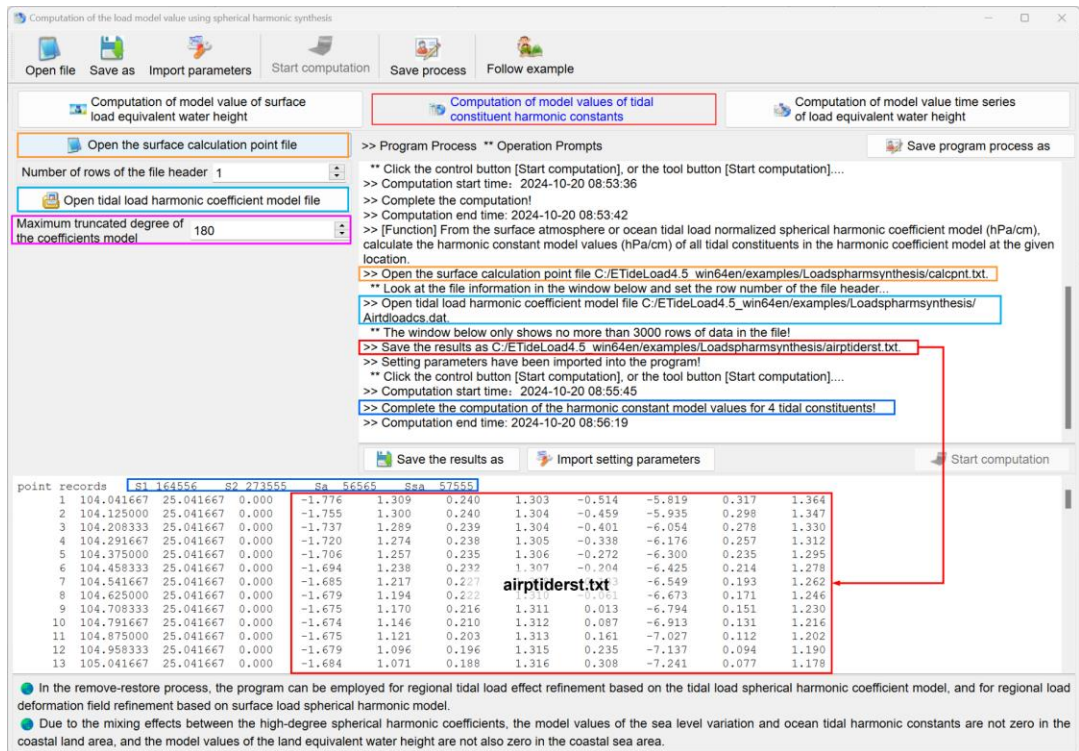 Computation of the load model value using spherical harmonic synthesis
Open file Save as Import parameters Start computation Save process Follow example
Computation of model value of surface
load equivalent water height
Computation of model values of tidal
constituent harmonic constants
Computation of model value time series
of load equivalent water height
Open the surface calculation point file
Number of rows of the file header 1
Open tidal load harmonic coefficient model file
Maximum truncated degree of
the coefficients model
180
>> Program Process ** Operation Prompts
Save program process as
** Click the control button [Start computation], or the tool button [Start computation]....
>> Computation start time: 2024-10-20 08:53:36
>> Complete the computation!
>> Computation end time: 2024-10-20 08:53:42
>> [Function] From the surface atmosphere or ocean tidal load normalized spherical harmonic coefficient model (hPa/cm),
calculate the harmonic constant model values (hPa/cm) of all tidal constituents in the harmonic coefficient model at the given
location.
>> Open the surface calculation point file C:/ETideLoad4.5_win64en/examples/Loadspharmsynthesis/calcpnt.txt.
** Look at the file information in the window below and set the row number of the file header...
>> Open tidal load harmonic coefficient model file C:/ETideLoad4.5_win64en/examples/Loadspharmsynthesis/
Airtdloadcs.dat.
** The window below only shows no more than 3000 rows of data in the file!
>> Save the results as C:/ETideLoad4.5_win64en/examples/Loadspharmsynthesis/airptiderst.txt.
>> Setting parameters have been imported into the program!
** Click the control button [Start computation], or the tool button [Start computation]....
>> Computation start time: 2024-10-20 08:55:45
>> Complete the computation of the harmonic constant model values for 4 tidal constituents!
>> Computation end time: 2024-10-20 08:56:19
Save the results as Import setting parameters Start computation
point records S1 164556 S2 273555 Sa 56565 Ssa 57555
1 104.041667 25.041667 0.000 -1.776 1.309 0.240 1.303 -0.514 -5.819 0.317 1.364
2 104.125000 25.041667 0.000 -1.755 1.300 0.240 1.304 -0.459 -5.935 0.298 1.347
3 104.208333 25.041667 0.000 -1.737 1.289 0.239 1.304 -0.401 -6.054 0.278 1.330
4 104.291667 25.041667 0.000 -1.720 1.274 0.238 1.305 -0.338 -6.176 0.257 1.312
5 104.375000 25.041667 0.000 -1.706 1.257 0.235 1.306 -0.272 -6.300 0.235 1.295
6 104.458333 25.041667 0.000 -1.694 1.238 0.232 1.307 -0.204 -6.425 0.214 1.278
7 104.541667 25.041667 0.000 -1.685 1.217 0.227 -6.549 0.193 1.262
airptiderst.txt
8 104.625000 25.041667 0.000 -1.679 1.194 0.222 1.310 -0.061 -6.673 0.171 1.246
9 104.708333 25.041667 0.000 -1.675 1.170 0.216 1.311 0.013 -6.794 0.151 1.230
10 104.791667 25.041667 0.000 -1.674 1.146 0.210 1.312 0.087 -6.913 0.131 1.216
11 104.875000 25.041667 0.000 -1.675 1.121 0.203 1.313 0.161 -7.027 0.112 1.202
12 104.958333 25.041667 0.000 -1.679 1.096 0.196 1.315 0.235 -7.137 0.094 1.190
13 105.041667 25.041667 0.000 -1.684 1.071 0.188 1.316 0.308 -7.241 0.077 1.178
In the remove-restore process, the program can be employed for regional tidal load effect refinement based on the tidal load spherical harmonic coefficient model, and for regional load
deformation field refinement based on surface load spherical harmonic model.
Due to the mixing effects between the high-degree spherical harmonic coefficients, the model values of the sea level variation and ocean tidal harmonic constants are not zero in the
coastal land area, and the model values of the land equivalent water height are not also zero in the coastal sea area.